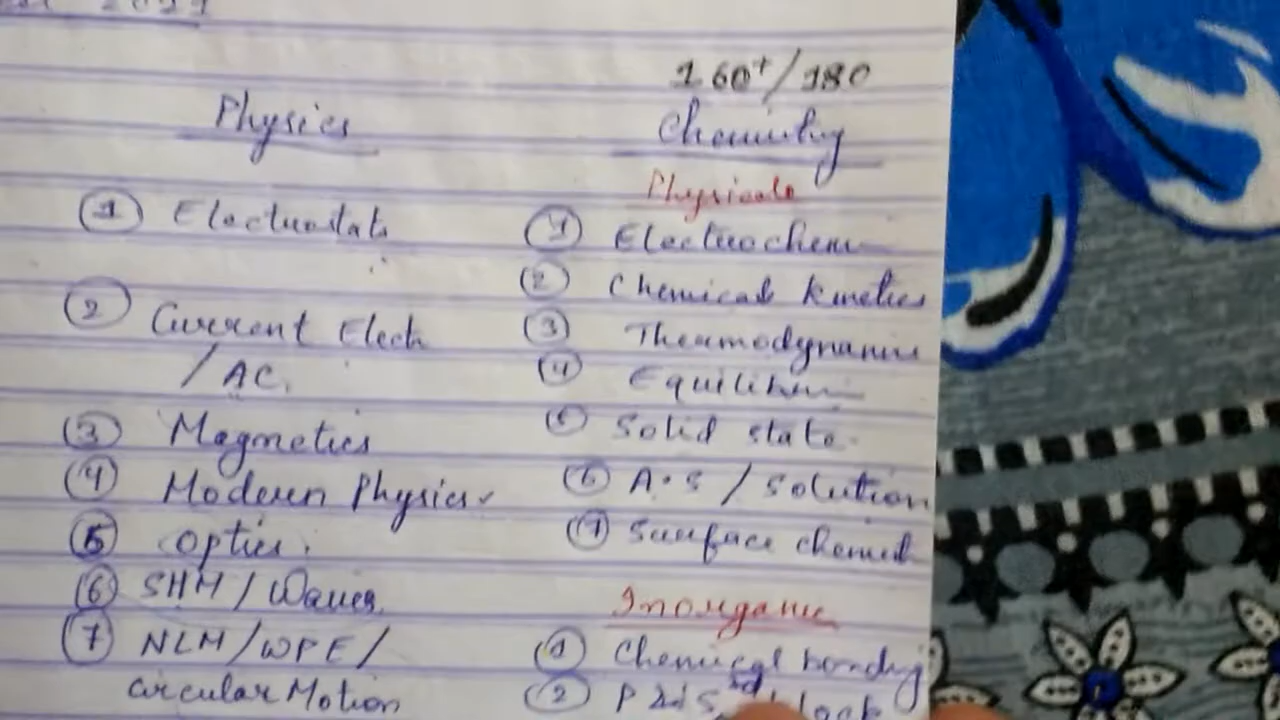 Physics
① Electrostats
② Current Elect
/ AC.
③ Magnetics
④ Modern Physics
⑤ Optics.
⑥ SHM / Waves
⑦ NLM / WPE /
Circular Motion
160+/180
Chemistry
Physical
① Electrochem
② Chemical kinetics
③ Thermodynamics
④ Equilibrium
⑤ Solid state
⑥ A.S / Solution
⑦ Surface chemist
Inorganic
① Chemical bonding
② P block